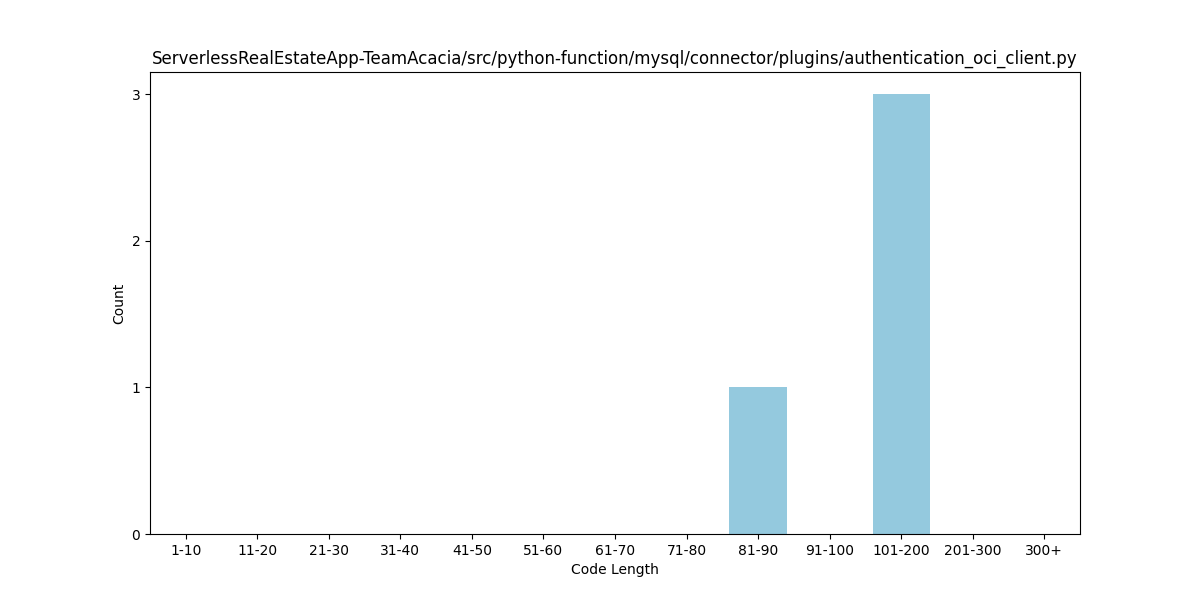 ServerlessRealEstateApp-TeamAcacia/src/python-function/mysql/connector/plugins/authentication_oci_client.py
3
2
1
0
Count
1-10 11-20 21-30 31-40 41-50 51-60 61-70 71-80 81-90 91-100 101-200 201-300 300+
Code Length